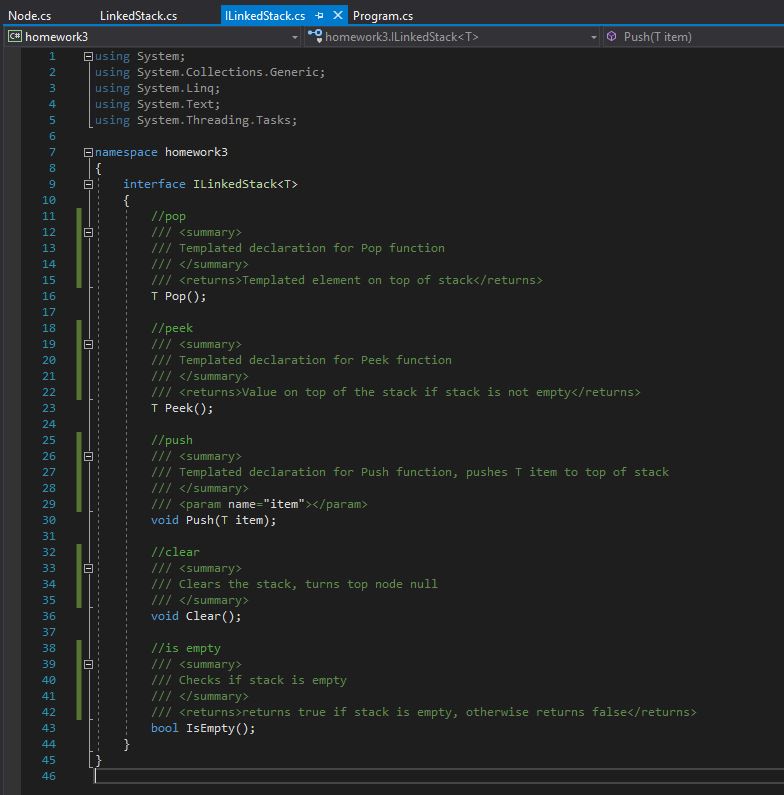 Node.cs LinkedStack.cs ILinkedStack.cs Program.cs
C# homework3 homework3.ILinkedStack<T> Push(T item)
1 using System;
2 using System.Collections.Generic;
3 using System.Linq;
4 using System.Text;
5 using System.Threading.Tasks;
6
7 namespace homework3
8 {
9 interface ILinkedStack<T>
10 {
11 //pop
12 /// <summary>
13 /// Templated declaration for Pop function
14 /// </summary>
15 /// <returns>Templated element on top of stack</returns>
16 T Pop();
17
18 //peek
19 /// <summary>
20 /// Templated declaration for Peek function
21 /// </summary>
22 /// <returns>Value on top of the stack if stack is not empty</returns>
23 T Peek();
24
25 //push
26 /// <summary>
27 /// Templated declaration for Push function, pushes T item to top of stack
28 /// </summary>
29 /// <param name="item"></param>
30 void Push(T item);
31
32 //clear
33 /// <summary>
34 /// Clears the stack, turns top node null
35 /// </summary>
36 void Clear();
37
38 //is empty
39 /// <summary>
40 /// Checks if stack is empty
41 /// </summary>
42 /// <returns>returns true if stack is empty, otherwise returns false</returns>
43 bool IsEmpty();
44 }
45 }
46